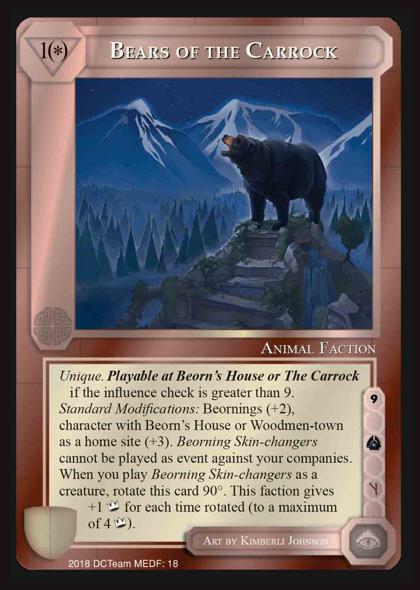 1(*)
BEARS OF THE CARROCK
ANIMAL FACTION
Unique. Playable at Beorn's House or The Carrock
if the influence check is greater than 9.
Standard Modifications: Beornings (+2),
character with Beorn's House or Woodmen-town
as a home site (+3). Beorning Skin-changers
cannot be played as event against your companies.
When you play Beorning Skin-changers as a
creature, rotate this card 90°. This faction gives
+1 for each time rotated (to a maximum
of 4 ).
9
ART BY KIMBERLI JOHNSON
2018 DCTeam MEDF: 18